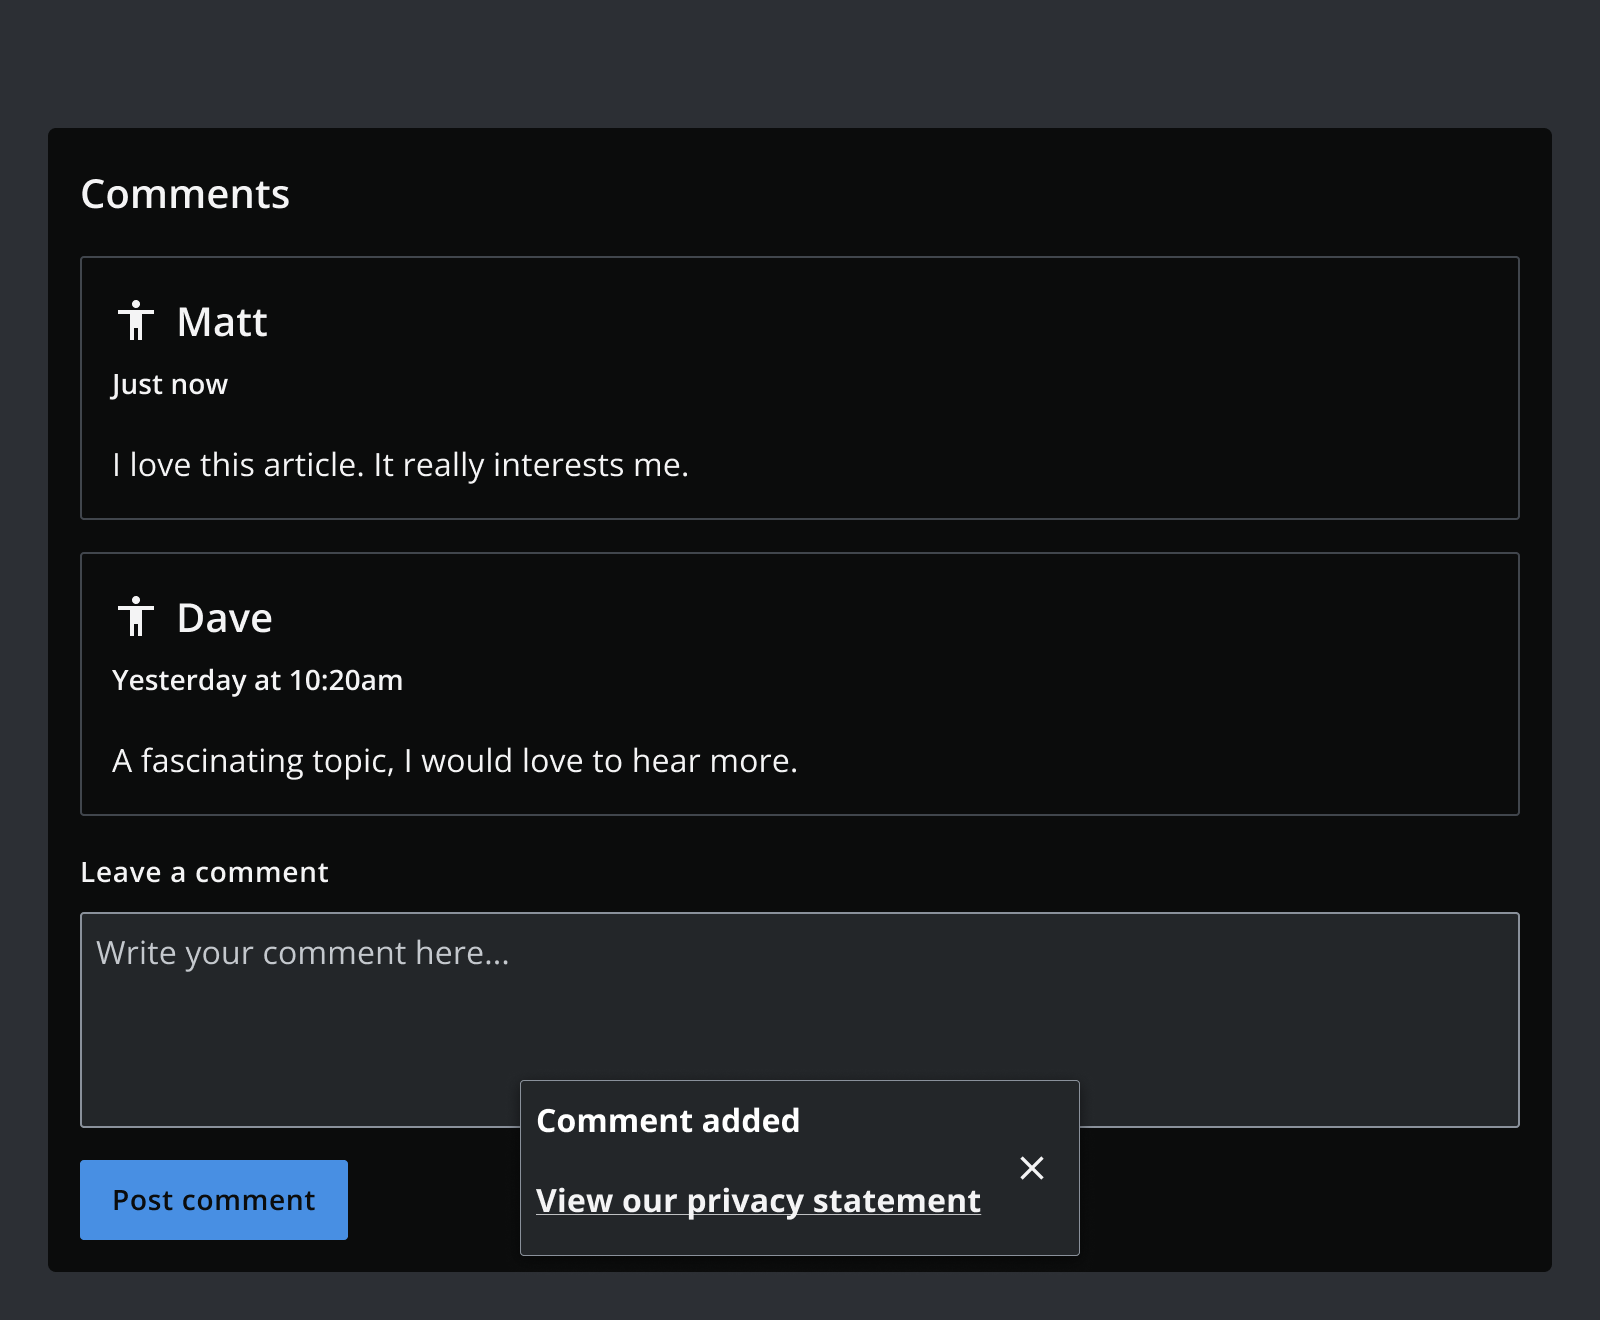 Comments
Matt
Just now
I love this article. It really interests me.
Dave
Yesterday at 10:20am
A fascinating topic, I would love to hear more.
Leave a comment
Write your comment here...
Comment added
View our privacy statement
Post comment